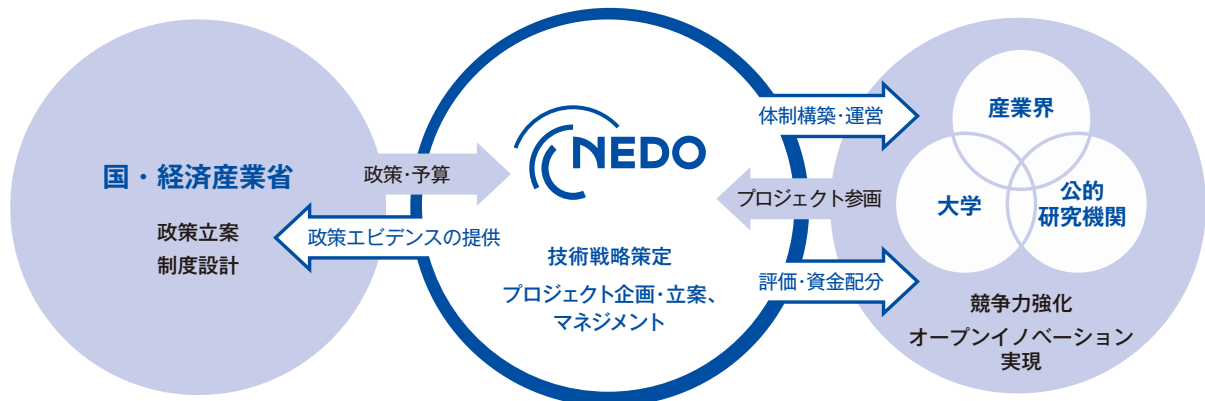 国・経済産業省
政策立案
制度設計
政策・予算
政策エビデンスの提供
NEDO
技術戦略策定
プロジェクト企画・立案、
マネジメント
体制構築・運営
プロジェクト参画
評価・資金配分
産業界
大学
公的
研究機関
競争力強化
オープンイノベーション
実現